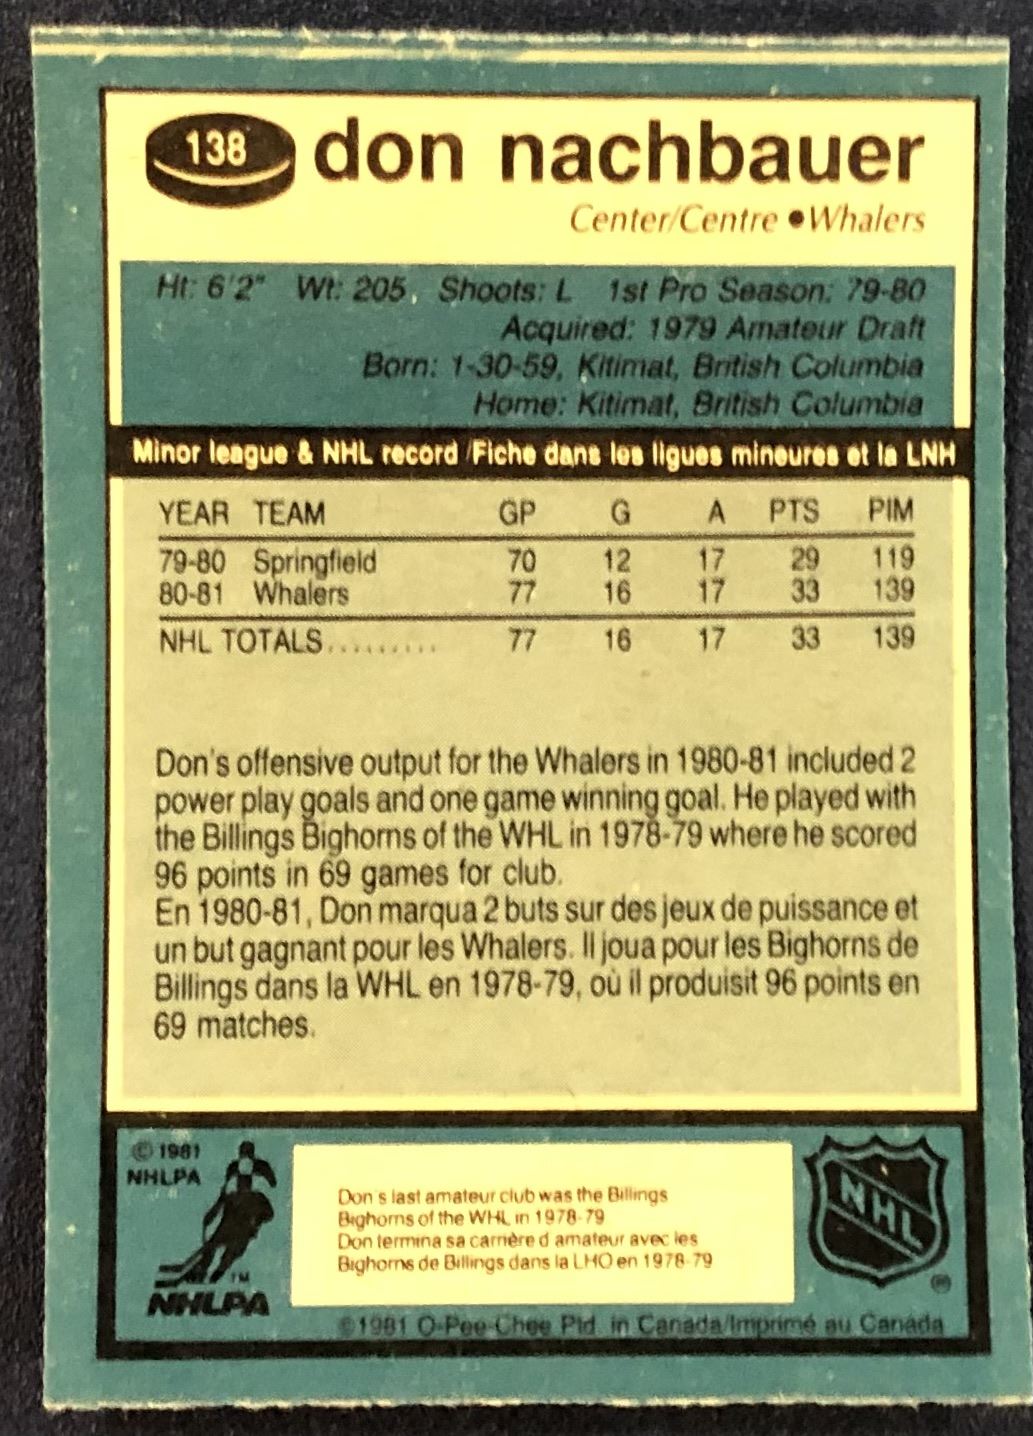 138 don nachbauer
Center/Centre • Whalers
Ht: 6'2" Wt: 205, Shoots: L 1st Pro Season: 79-80
Acquired: 1979 Amateur Draft
Born: 1-30-59, Kitimat, British Columbia
Home: Kitimat, British Columbia
Minor league & NHL record /Fiche dans les ligues mineures et la LNH
YEAR TEAM GP G A PTS PIM
79-80 Springfield 70 12 17 29 119
80-81 Whalers 77 16 17 33 139
NHL TOTALS......... 77 16 17 33 139
Don's offensive output for the Whalers in 1980-81 included 2
power play goals and one game winning goal. He played with
the Billings Bighorns of the WHL in 1978-79 where he scored
96 points in 69 games for club.
En 1980-81, Don marqua 2 buts sur des jeux de puissance et
un but gagnant pour les Whalers. Il joua pour les Bighorns de
Billings dans la WHL en 1978-79, où il produisit 96 points en
69 matches.
© 1981
NHLPA
TM
NHLPA
Don s last amateur club was the Billings
Bighorns of the WHL in 1978-79
Don termina sa carrière d amateur avec les
Bighorns de Billings dans la LHO en 1978-79
NHL
©1981 O-Pee-Chee Ptd. in Canada/Imprimé au Canada